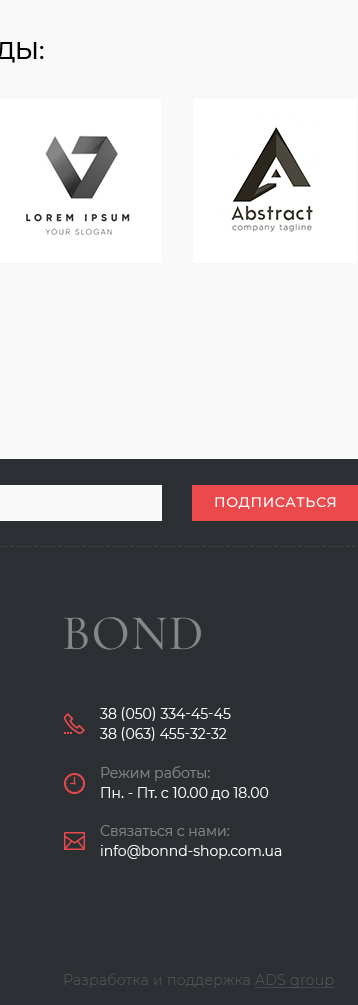 ДЫ:
LOREM IPSUM
YOUR SLOGAN
Abstract
company tagline
ПОДПИСАТЬСЯ
BOND
38 (050) 334-45-45
38 (063) 455-32-32
Режим работы:
Пн. - Пт. с 10.00 до 18.00
Связаться с нами:
info@bonnd-shop.com.ua
Разработка и поддержка ADS group